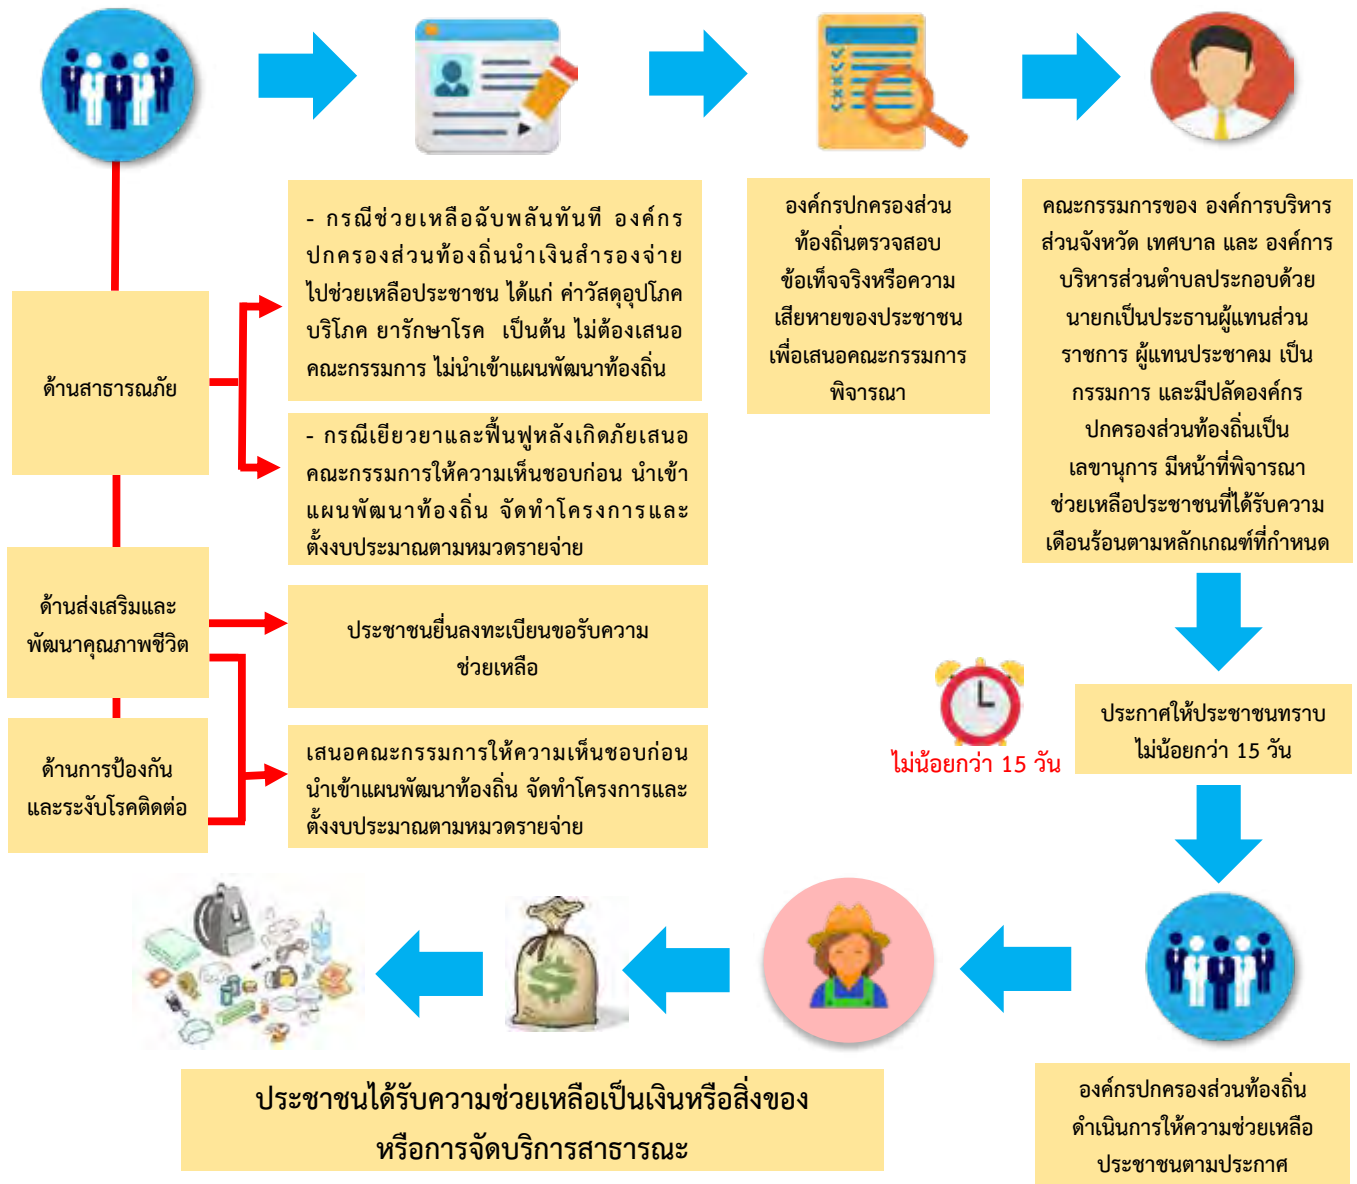 - กรณีช่วยเหลือฉับพลันทันที องค์กร
ปกครองส่วนท้องถิ่นนำเงินสำรองจ่าย
ไปช่วยเหลือประชาชน ได้แก่ ค่าวัสดุอุปโภค
บริโภค ยารักษาโรค เป็นต้น ไม่ต้องเสนอ
คณะกรรมการ ไม่นำเข้าแผนพัฒนาท้องถิ่น
องค์กรปกครองส่วน
ท้องถิ่นตรวจสอบ
ข้อเท็จจริงหรือความ
เสียหายของประชาชน
เพื่อเสนอคณะกรรมการ
พิจารณา
คณะกรรมการของ องค์การบริหาร
ส่วนจังหวัด เทศบาล และ องค์การ
บริหารส่วนตำบลประกอบด้วย
นายกเป็นประธานผู้แทนส่วน
ราชการ ผู้แทนประชาคม เป็น
กรรมการ และมีปลัดองค์กร
ปกครองส่วนท้องถิ่นเป็น
เลขานุการ มีหน้าที่พิจารณา
ช่วยเหลือประชาชนที่ได้รับความ
เดือนร้อนตามหลักเกณฑ์ที่กำหนด
ด้านสาธารณภัย
- กรณีเยียวยาและฟื้นฟูหลังเกิดภัยเสนอ
คณะกรรมการให้ความเห็นชอบก่อน นำเข้า
แผนพัฒนาท้องถิ่น จัดทำโครงการและ
ตั้งงบประมาณตามหมวดรายจ่าย
ด้านส่งเสริมและ
พัฒนาคุณภาพชีวิต
ประชาชนยื่นลงทะเบียนขอรับความ
ช่วยเหลือ
ด้านการป้องกัน
และระงับโรคติดต่อ
เสนอคณะกรรมการให้ความเห็นชอบก่อน
นำเข้าแผนพัฒนาท้องถิ่น จัดทำโครงการและ
ตั้งงบประมาณตามหมวดรายจ่าย
ไม่น้อยกว่า 15 วัน
ประกาศให้ประชาชนทราบ
ไม่น้อยกว่า 15 วัน
องค์กรปกครองส่วนท้องถิ่น
ดำเนินการให้ความช่วยเหลือ
ประชาชนตามประกาศ
ประชาชนได้รับความช่วยเหลือเป็นเงินหรือสิ่งของ
หรือการจัดบริการสาธารณะ